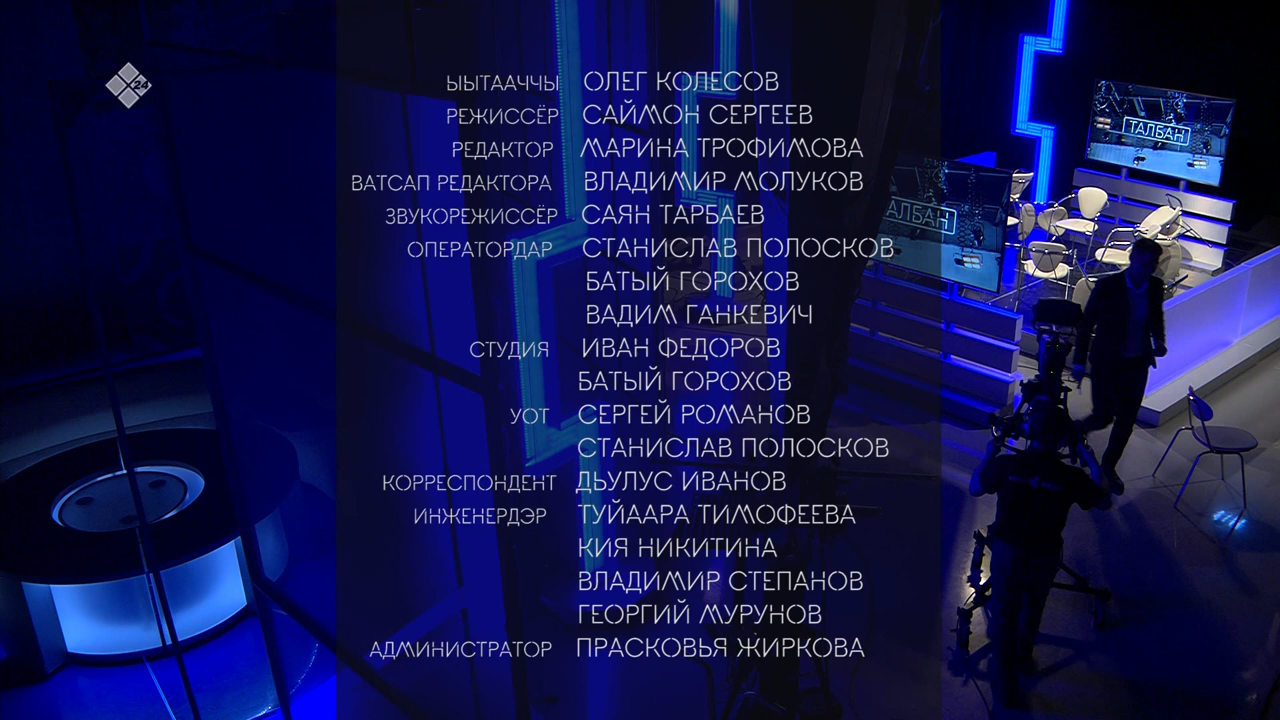 Х24
ЫЫТААЧЧЫ ОЛЕГ КОЛЕСОВ
РЕЖИССЁР САЙМОН СЕРГЕЕВ
РЕДАКТОР МАРИНА ТРОФИМОВА
ВАТСАП РЕДАКТОРА ВЛАДИМИР МОЛУКОВ
ЗВУКОРЕЖИССЁР САЯН ТАРБАЕВ
ОПЕРАТОРДАР СТАНИСЛАВ ПОЛОСКОВ
БАТЫЙ ГОРОХОВ
ВАДИМ ГАНКЕВИЧ
СТУДИЯ ИВАН ФЕДОРОВ
БАТЫЙ ГОРОХОВ
УОТ СЕРГЕЙ РОМАНОВ
СТАНИСЛАВ ПОЛОСКОВ
КОРРЕСПОНДЕНТ ДЬУЛУС ИВАНОВ
ИНЖЕНЕРДЭР ТУЙААРА ТИМОФЕЕВА
КИЯ НИКИТИНА
ВЛАДИМИР СТЕПАНОВ
ГЕОРГИЙ МУРУНОВ
АДМИНИСТРАТОР ПРАСКОВЬЯ ЖИРКОВА
ТАЛБАН
АЛБАН